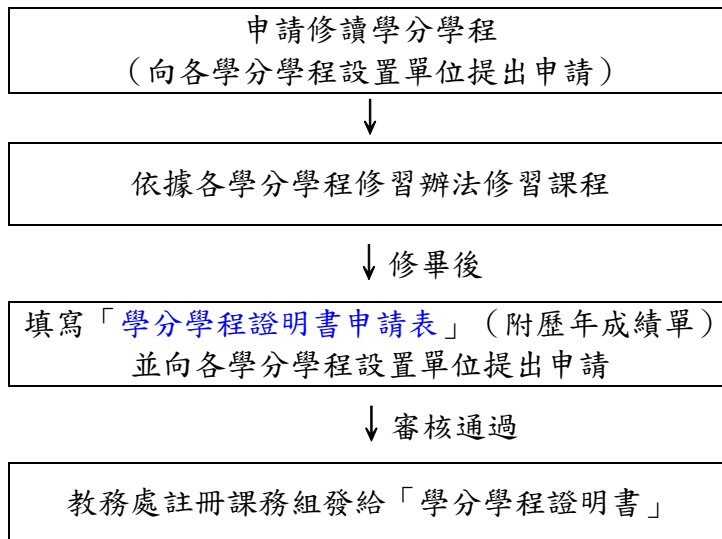 申請修讀學分學程
（向各學分學程設置單位提出申請）
依據各學分學程修習辦法修習課程
修畢後
填寫「學分學程證明書申請表」（附歷年成績單）
並向各學分學程設置單位提出申請
審核通過
教務處註冊課務組發給「學分學程證明書」